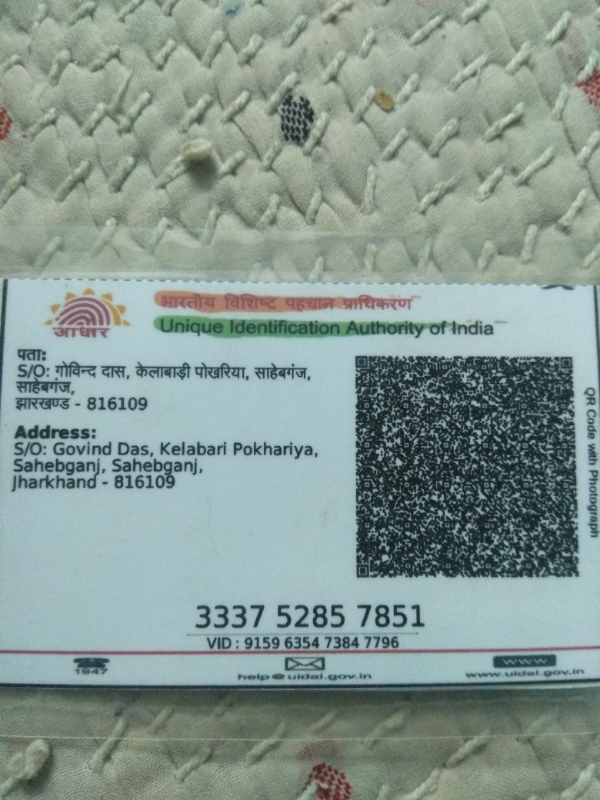 भारतीय विशिष्ट पहचान प्राधिकरण
Unique Identification Authority of India
आधार
पता:
S/O: गोविन्द दास, केलाबाड़ी पोखरिया, साहेबगंज,
साहेबगंज,
झारखण्ड - 816109
Address:
S/O: Govind Das, Kelabari Pokhariya,
Sahebganj, Sahebganj,
Jharkhand - 816109
QR Code with Photograph
3337 5285 7851
VID : 9159 6354 7384 7796
1947
help@uidai.gov.in
WWW
www.uidai.gov.in